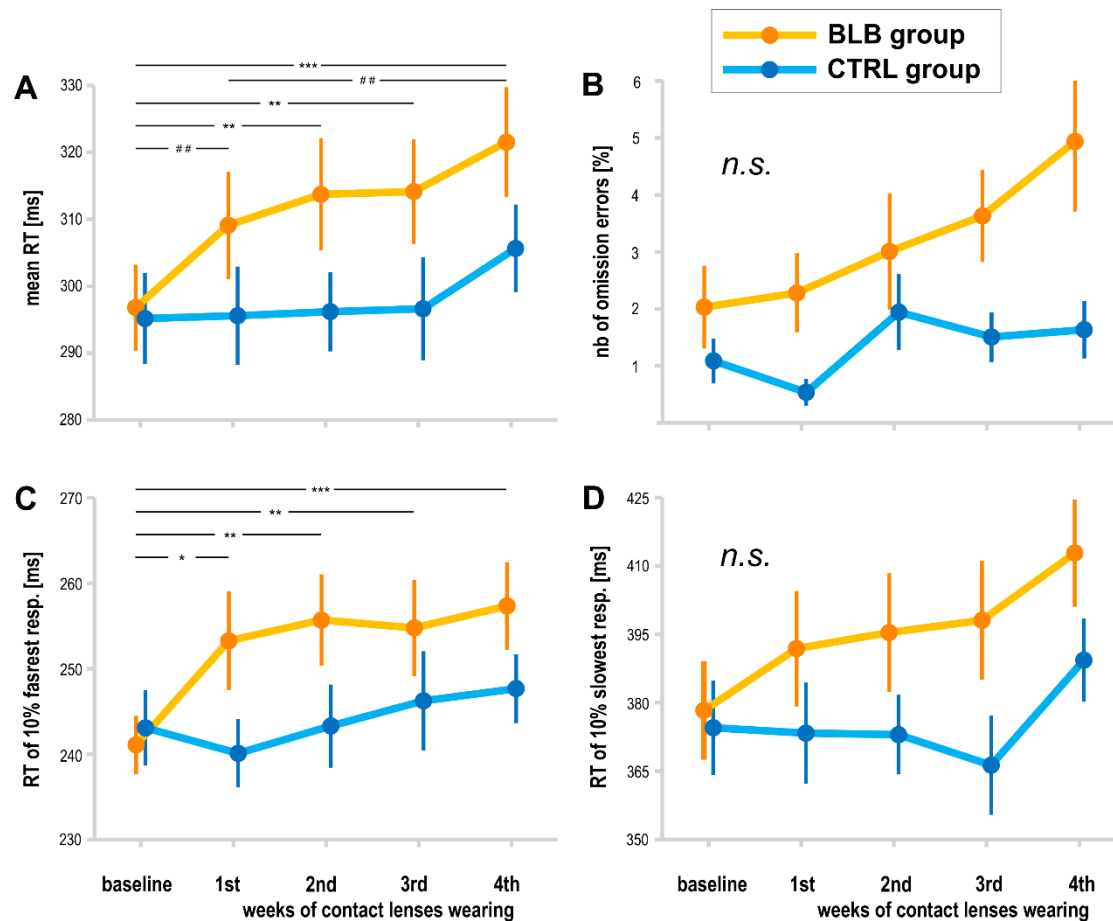 BLB group
CTRL group
A
mean RT [ms]
330
320
310
300
290
280
***
##
**
**
##
B
nb of omission errors [%]
6
5
4
3
2
1
n.s.
C
RT of 10% fasrest resp. [ms]
270
260
250
240
230
***
**
**
*
baseline 1st 2nd 3rd 4th
weeks of contact lenses wearing
D
RT of 10% slowest resp. [ms]
425
410
395
380
365
350
n.s.
baseline 1st 2nd 3rd 4th
weeks of contact lenses wearing